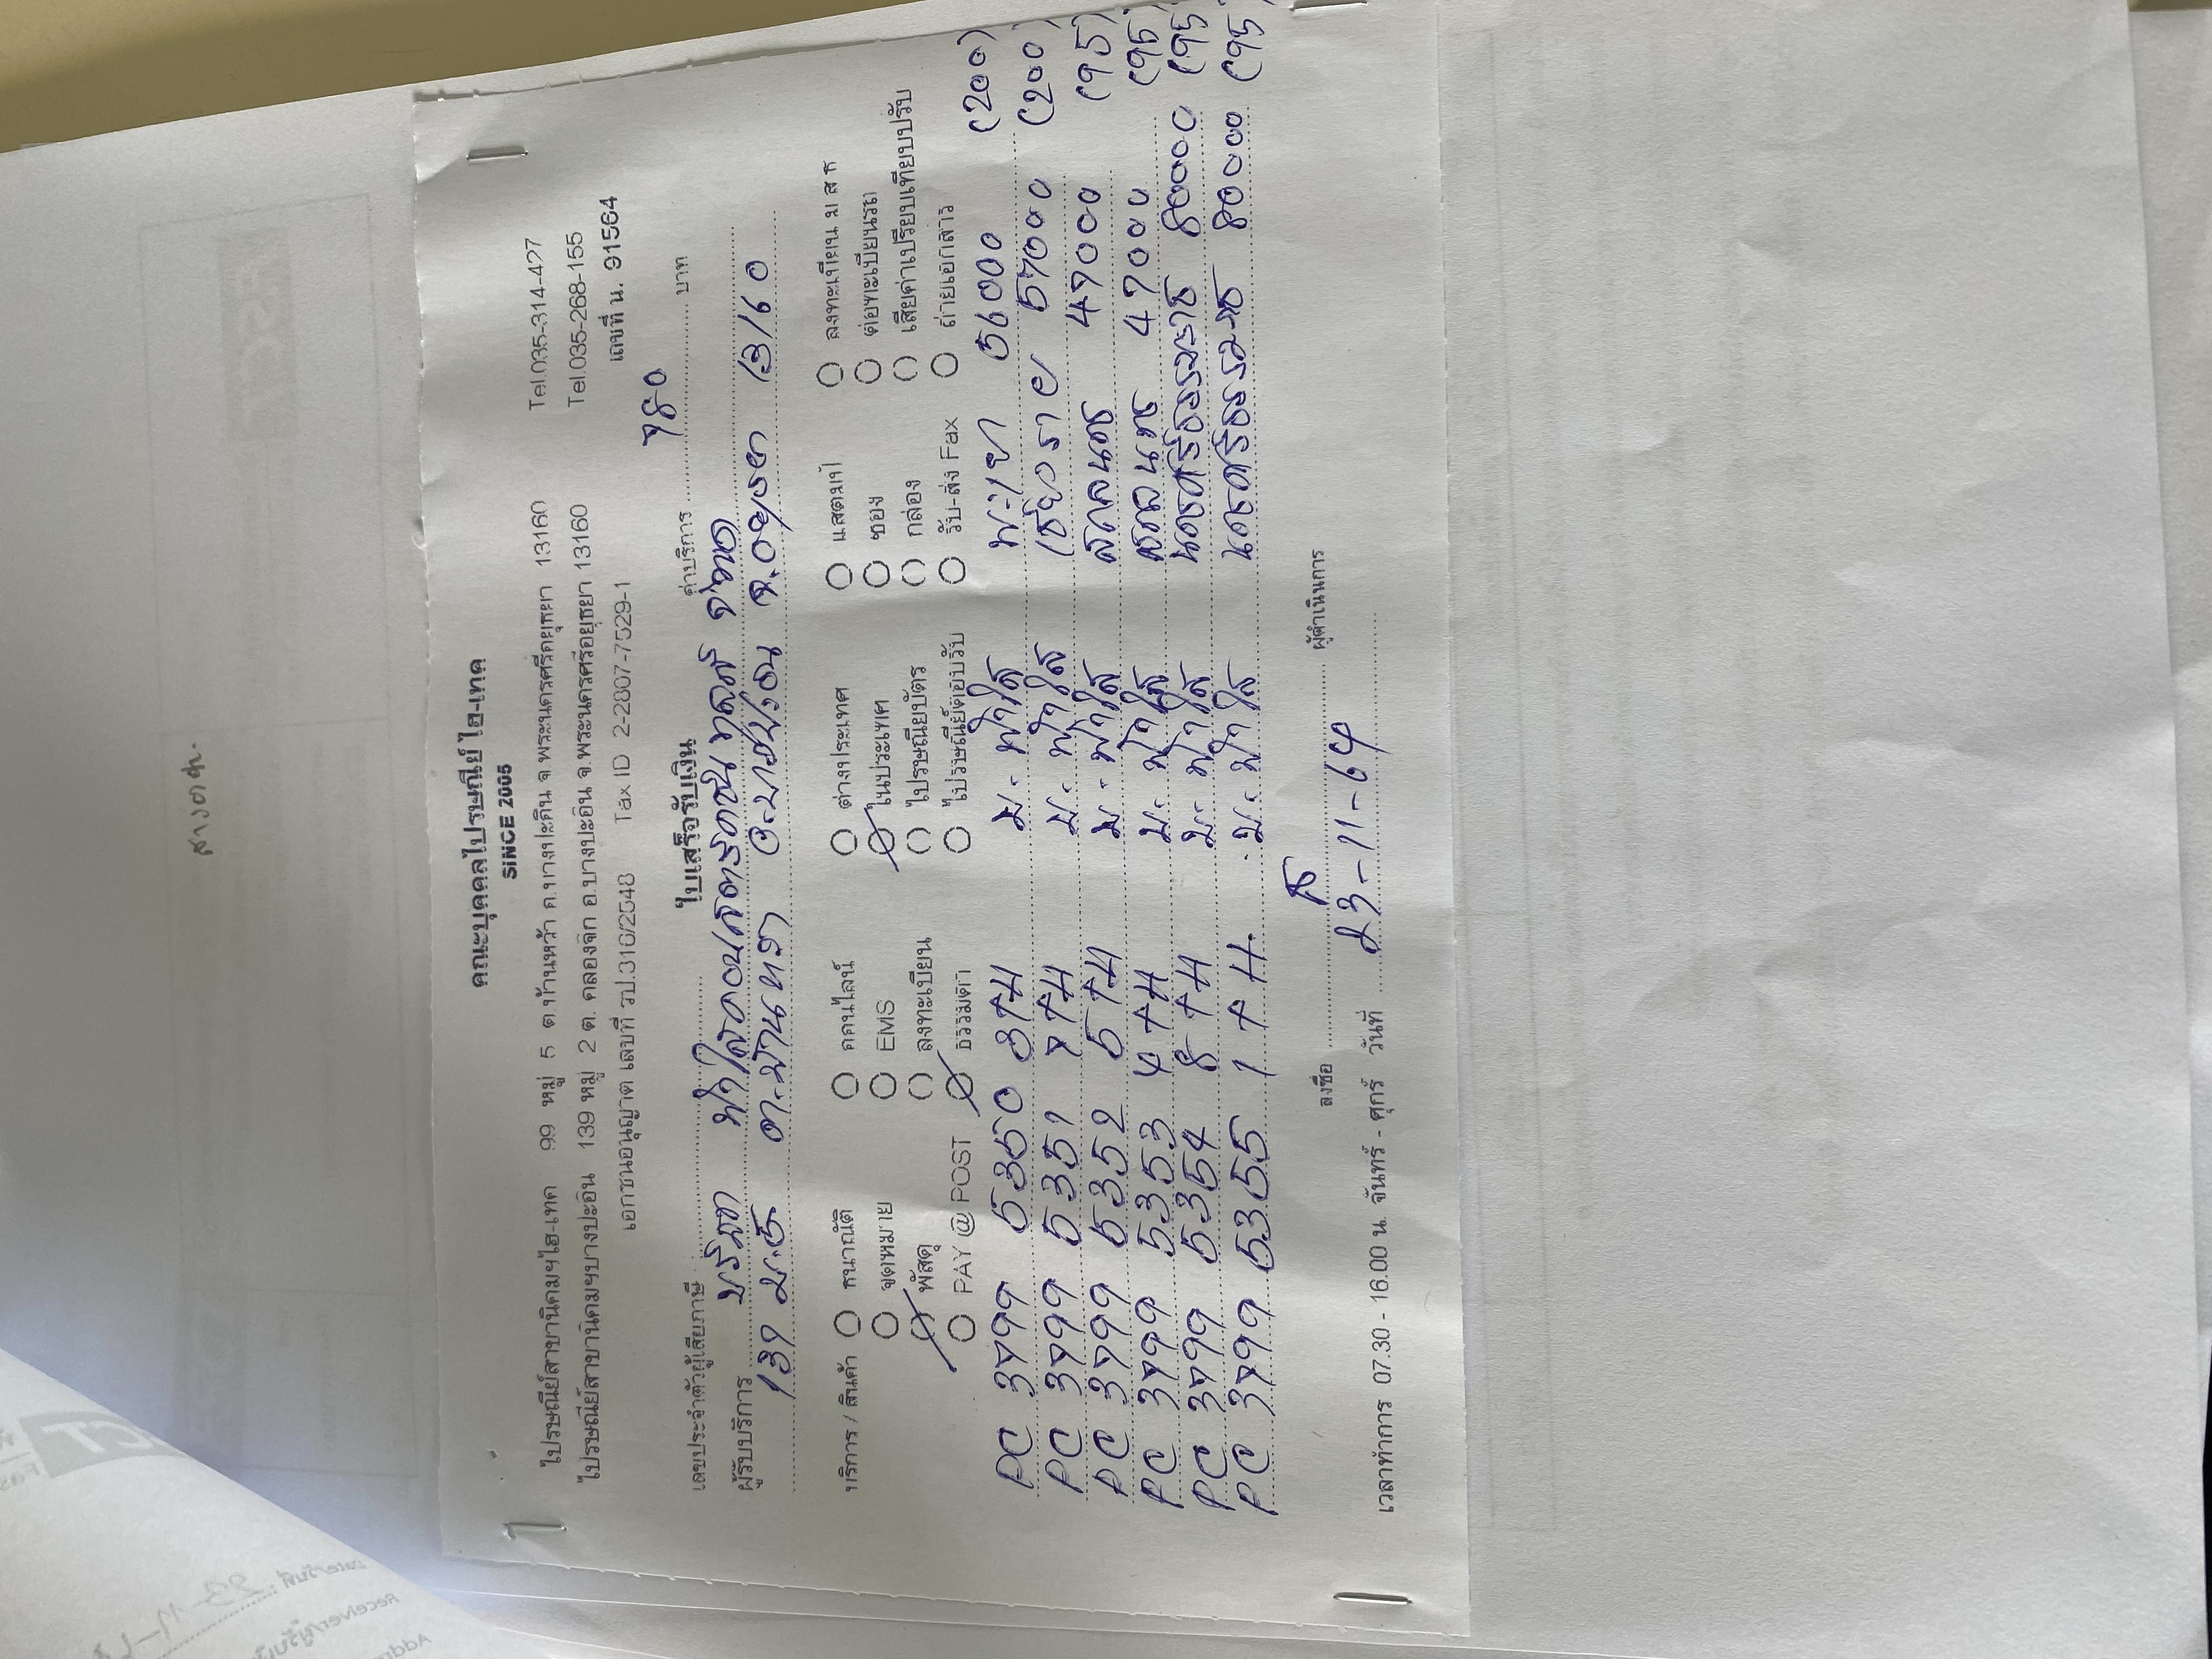 สางตช.
คณะบุคคลไปรษณีย์ ไฮ-เทค
SINCE 2005
ไปรษณีย์สาขานิคมฯไฮ-เทค 99 หมู่ 5 ต.บ้านหว้า อ.บางปะอิน จ.พระนครศรีอยุธยา 13160 Tel.035-314-427
ไปรษณีย์สาขานิคมฯบางปะอิน 139 หมู่ 2 ต. คลองจิก อ.บางปะอิน จ.พระนครศรีอยุธยา 13160 Tel.035-268-155
เอกชนอนุญาต เลขที่ รป.310/2548 Tax ID 2-2807-7529-1 เลขที่ น. 91564
เลขประจำตัวผู้เสียภาษี : ใบเสร็จรับเงิน ค่าบริการ 780 บาท
ผู้รับบริการ บริษัท ฟ้าใสคอนสตรัคชั่น ทูลส์ จำกัด
131 ม.5 ต.บ้านหว้า อ.บางปะอิน จ.อยุธยา 13160
บริการ / สินค้า ธนาณัติ ออนไลน์ ต่างประเทศ แสตมป์ ลงทะเบียน ม ส ธ
จดหมาย EMS ในประเทศ ซอง ต่อทะเบียนรถ
พัสดุ ลงทะเบียน ไปรษณียบัตร กล่อง เสียค่าเปรียบเทียบปรับ
PAY @ POST ธรรมดา ไปรษณีย์ตอบรับ รับ-ส่ง Fax ถ่ายเอกสาร
PC 3799 5350 3TH บ. ฟ้าใส พะเยา 56000 (200)
PC 3799 5351 7TH บ. ฟ้าใส เชียงราย 57000 (200)
PC 3799 5352 5TH บ. ฟ้าใส สกลนคร 47000 (95)
PC 3799 5353 4TH บ. ฟ้าใส สกลนคร 47000 (95)
PC 3799 5354 8TH บ. ฟ้าใส นครศรีธรรมราช 80000 (95
PC 3799 5355 1TH บ. ฟ้าใส นครศรีธรรมราช 80000 (95
ลงชื่อ ผู้ดำเนินการ
เวลาทำการ 07.30 - 16.00 น. จันทร์ - ศุกร์ วันที่ 23-11-64